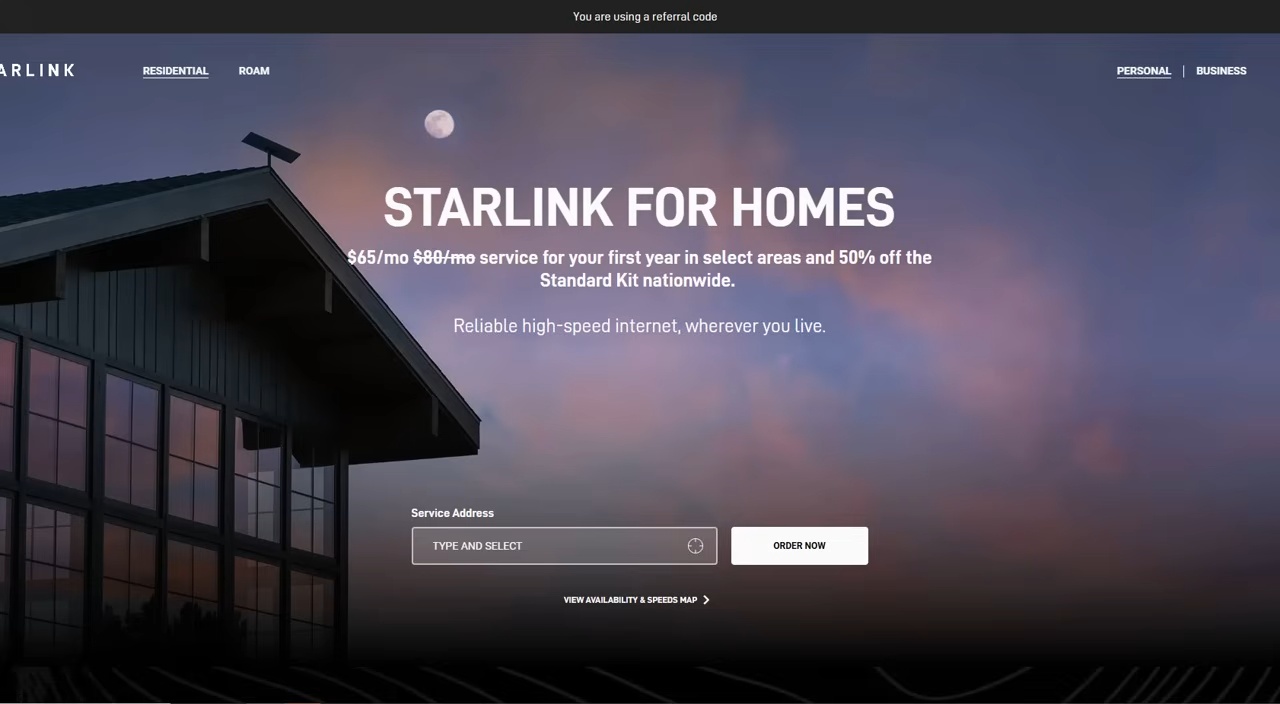 You are using a referral code
ARLINK RESIDENTIAL ROAM PERSONAL BUSINESS
STARLINK FOR HOMES
$65/mo $80/mo service for your first year in select areas and 50% off the
Standard Kit nationwide.
Reliable high-speed internet, wherever you live.
Service Address
TYPE AND SELECT ORDER NOW
VIEW AVAILABILITY & SPEEDS MAP